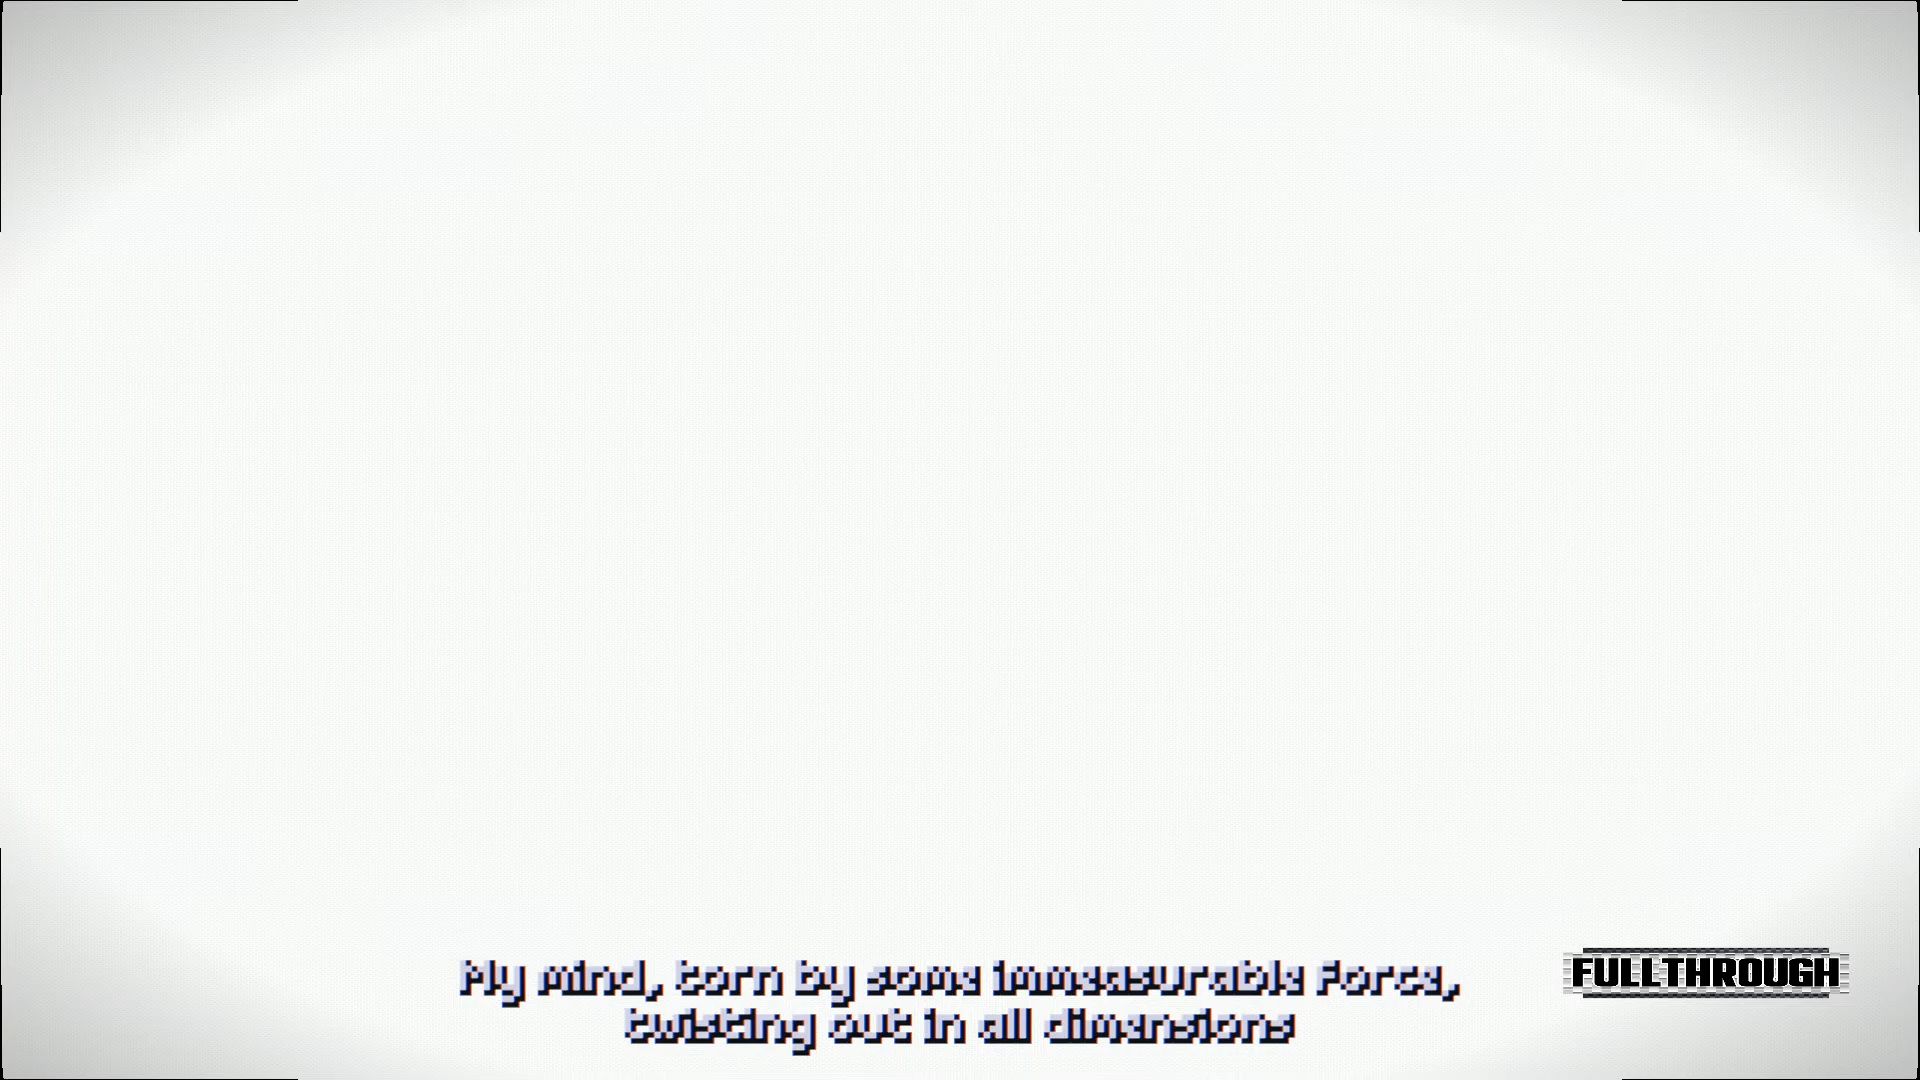 My mind, torn by some immeasurable force,
twisting out in all dimensions
FULLTHROUGH